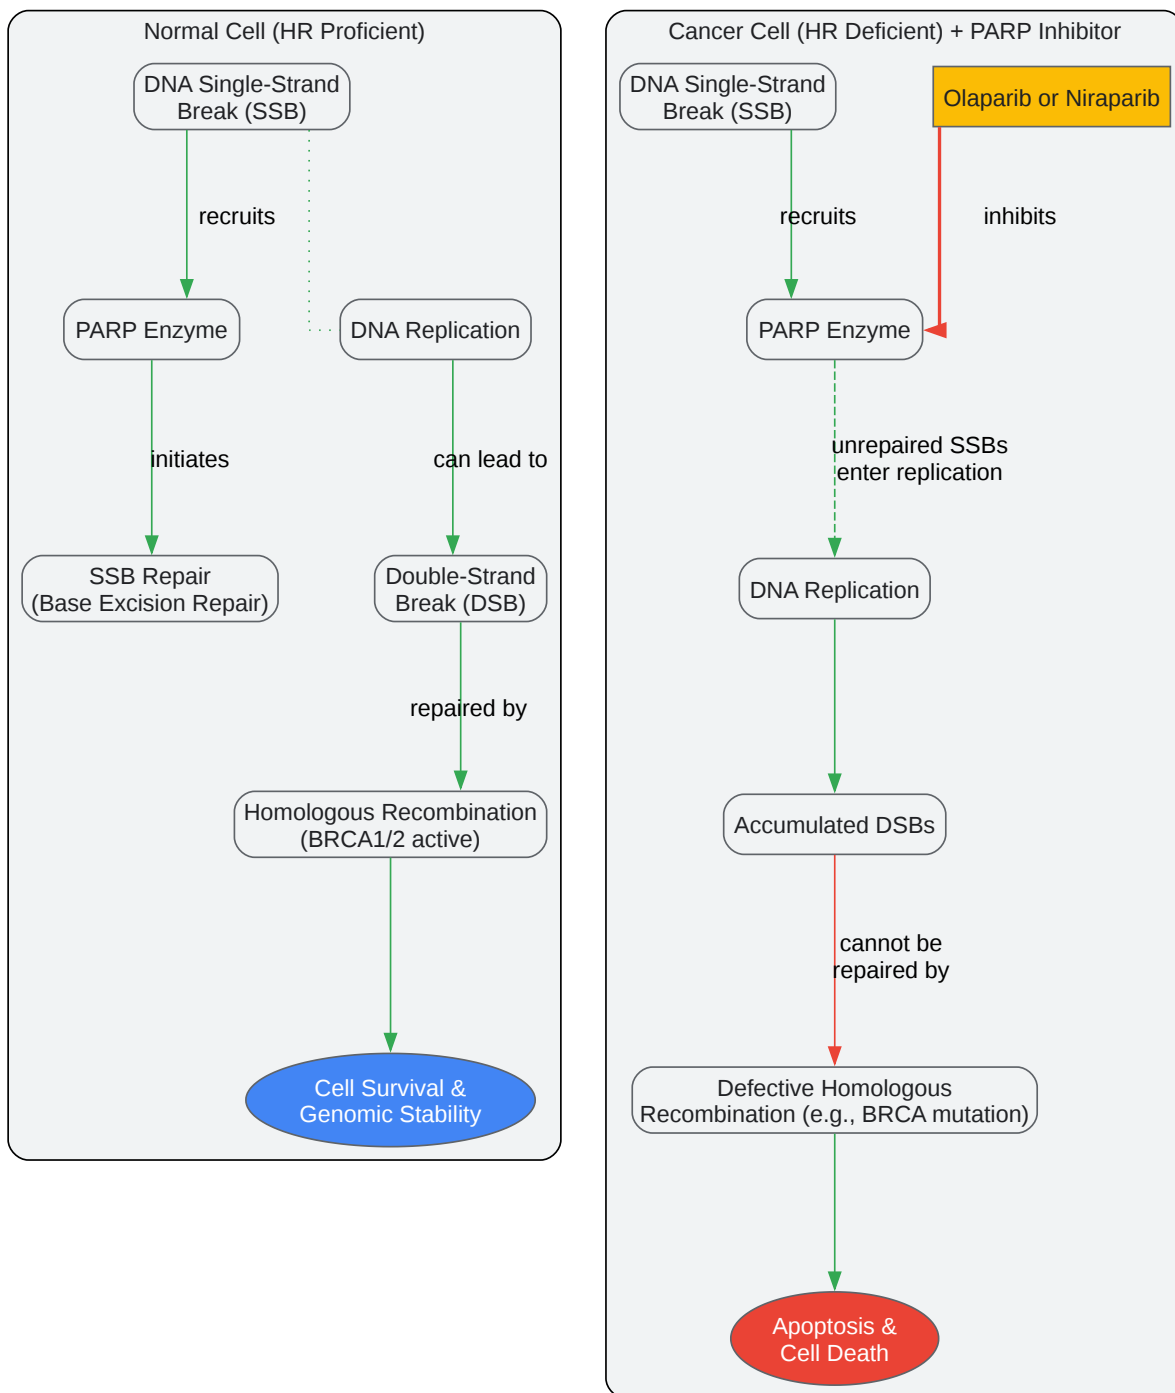 Normal Cell (HR Proficient)
DNA Single-Strand
Break (SSB)
recruits
PARP Enzyme
DNA Replication
initiates
can lead to
SSB Repair
(Base Excision Repair)
Double-Strand
Break (DSB)
repaired by
Homologous Recombination
(BRCA1/2 active)
Cell Survival &
Genomic Stability
Cancer Cell (HR Deficient) + PARP Inhibitor
DNA Single-Strand
Break (SSB)
Olaparib or Niraparib
recruits
inhibits
PARP Enzyme
unrepaired SSBs
enter replication
DNA Replication
Accumulated DSBs
cannot be
repaired by
Defective Homologous
Recombination (e.g., BRCA mutation)
Apoptosis &
Cell Death